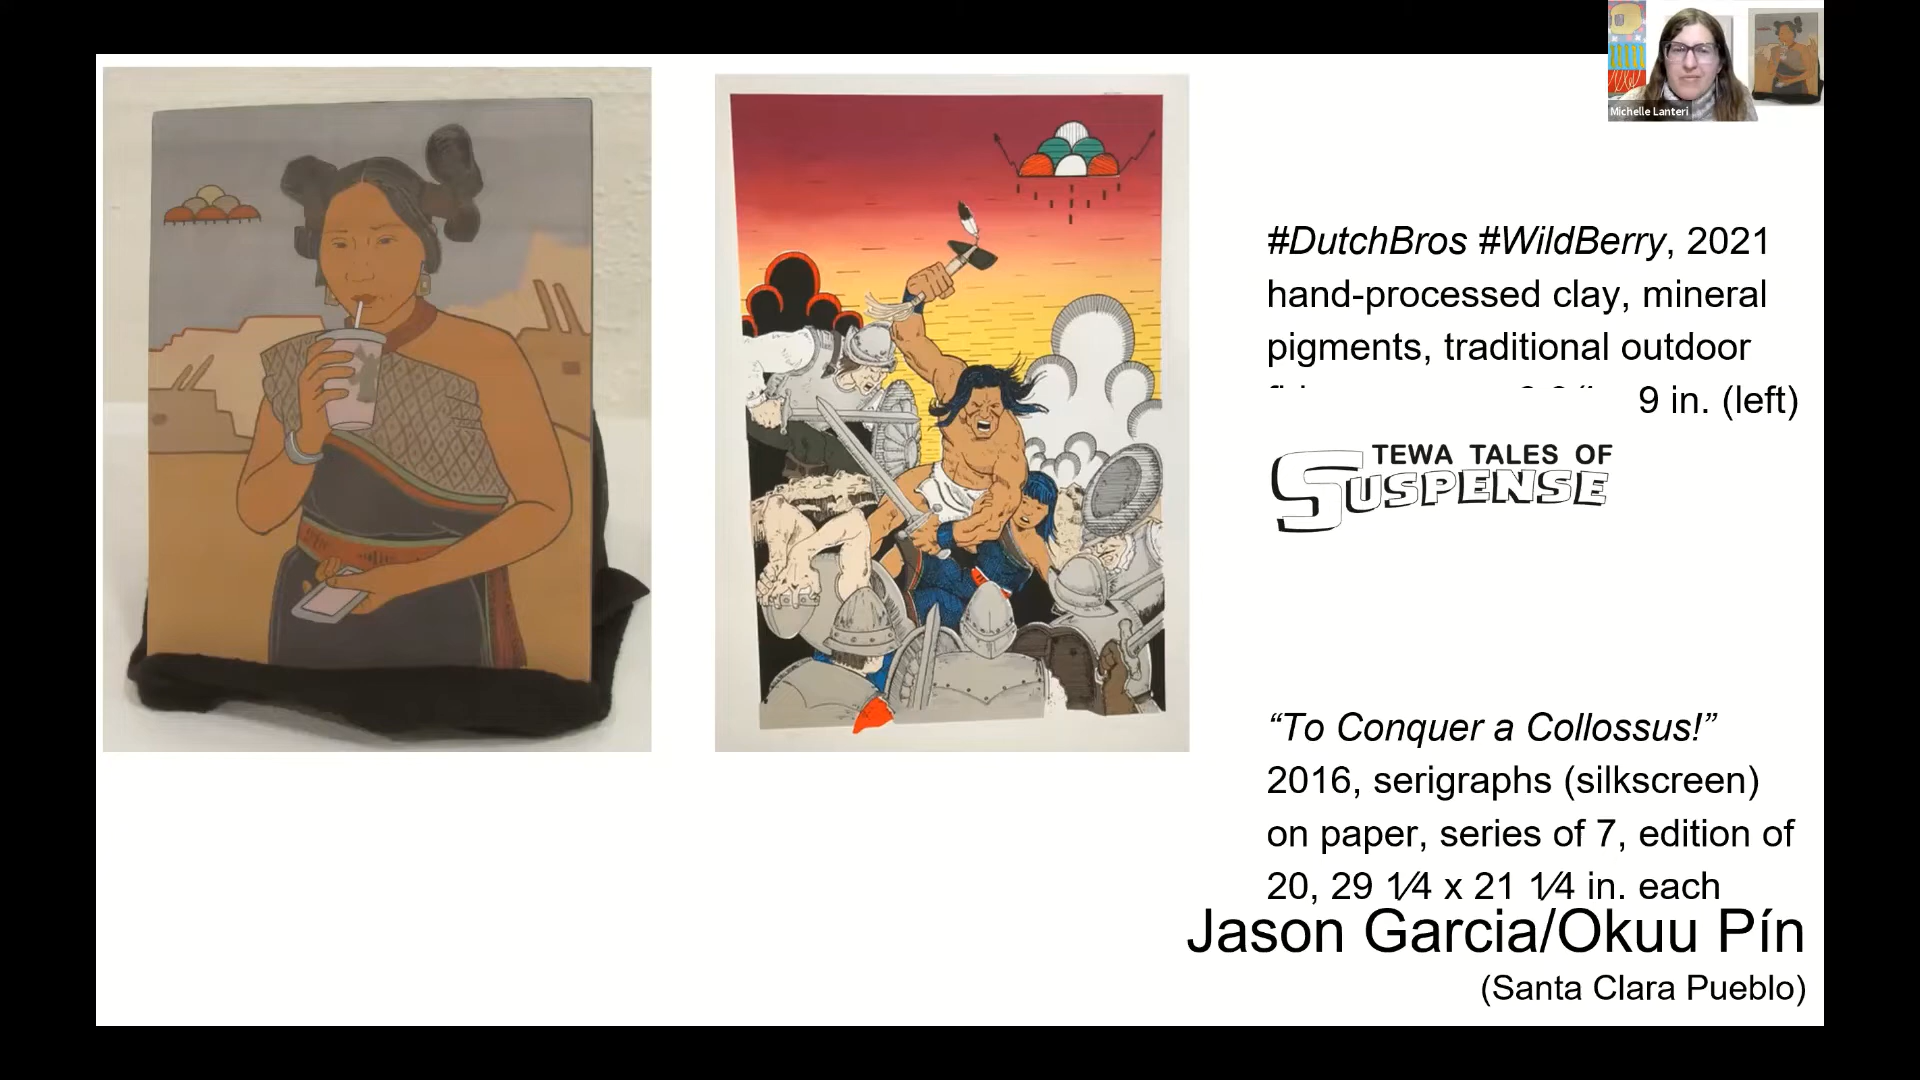 Michelle Lanteri
#DutchBros #WildBerry, 2021
hand-processed clay, mineral
pigments, traditional outdoor
9 in. (left)
TEWA TALES OF
SUSPENSE
“To Conquer a Collossus!”
2016, serigraphs (silkscreen)
on paper, series of 7, edition of
20, 29 1⁄4 x 21 1⁄4 in. each
Jason Garcia/Okuu Pín
(Santa Clara Pueblo)